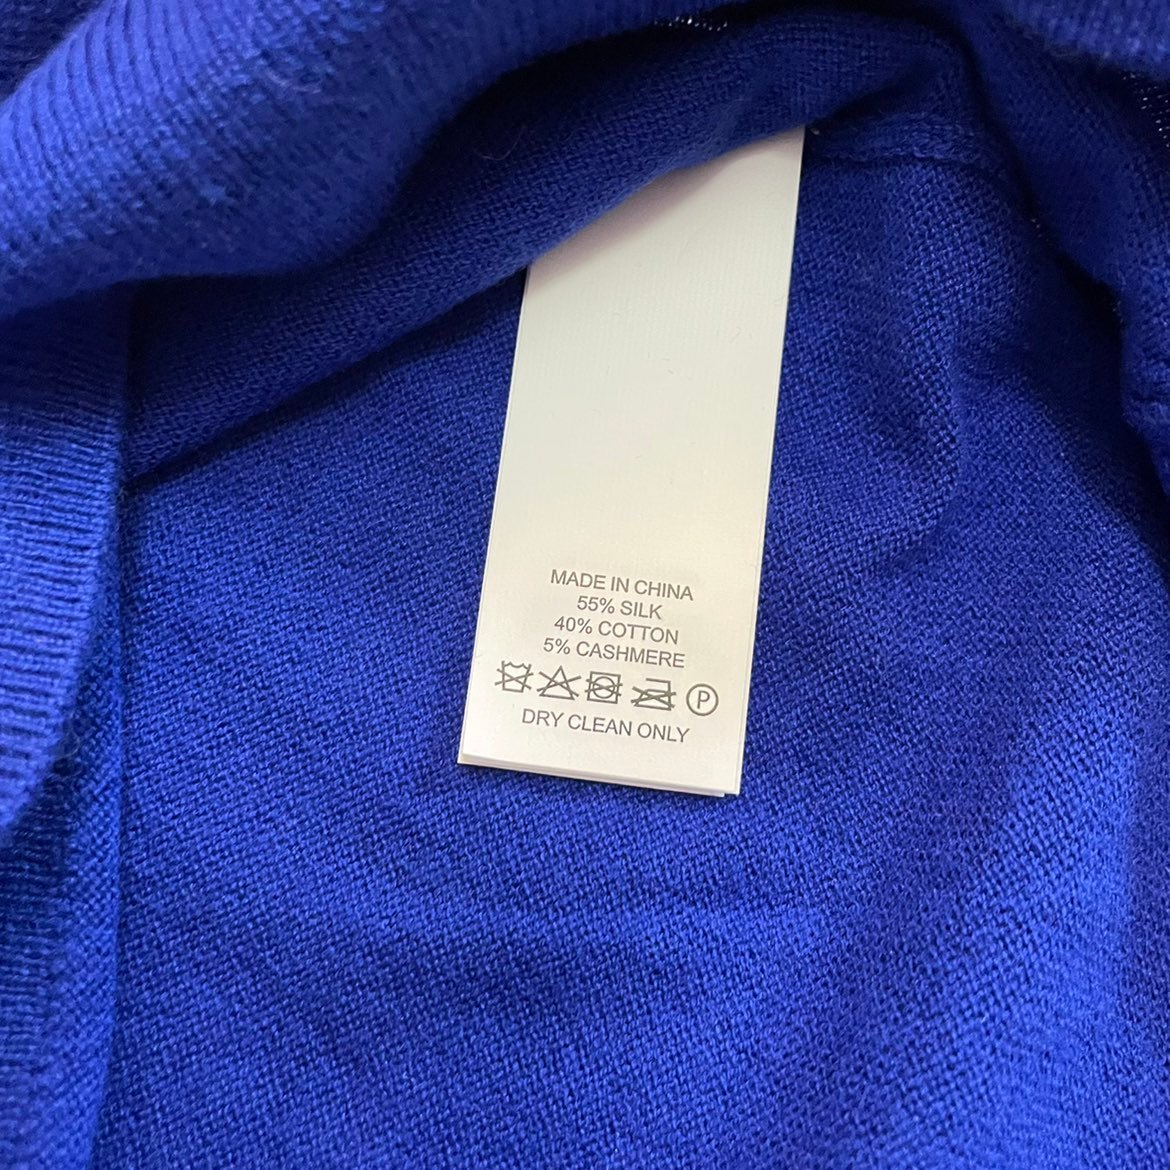 MADE IN CHINA
55% SILK
40% COTTON
5% CASHMERE
P
DRY CLEAN ONLY